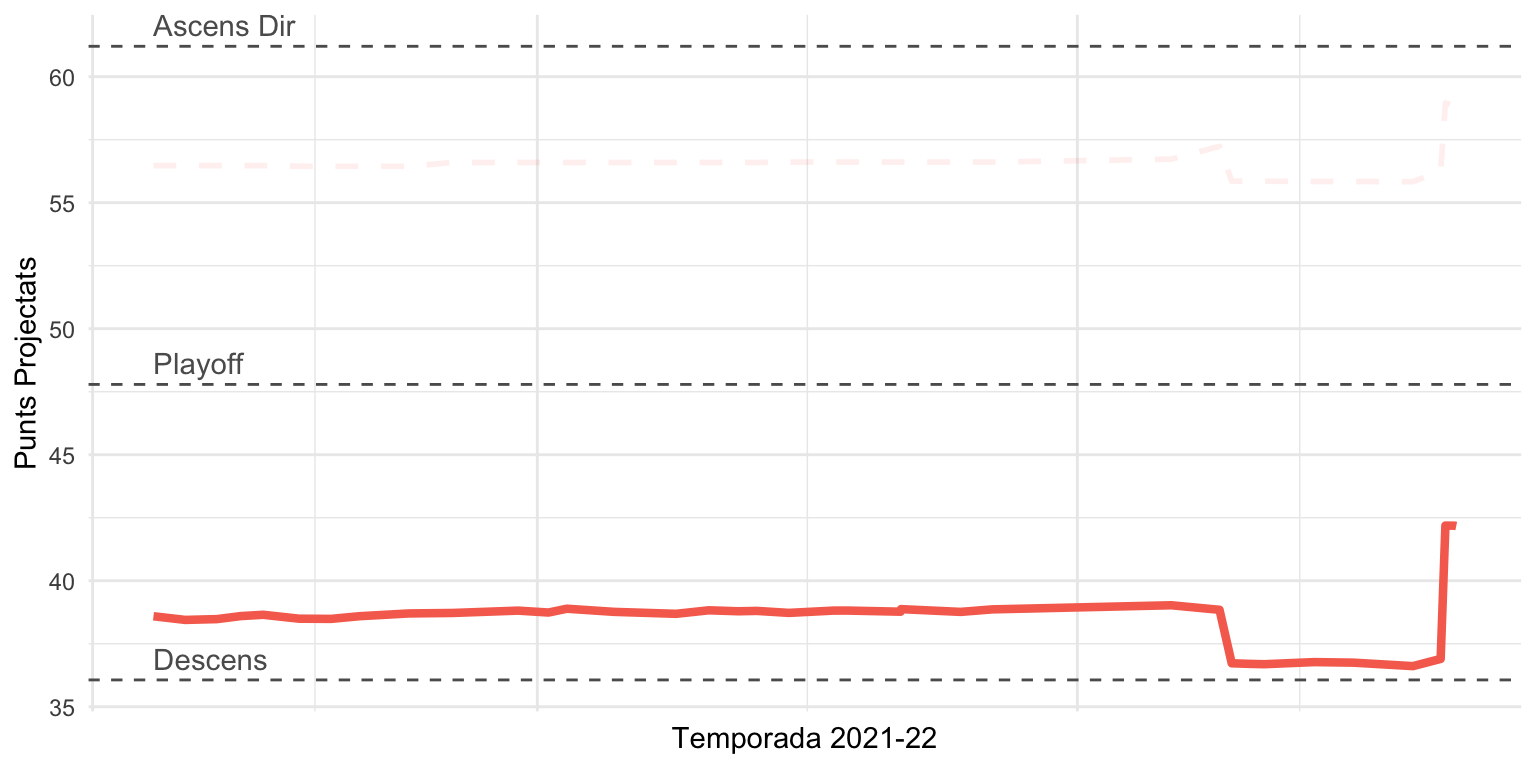 Ascens Dir
60
55
50
Playoff
45
40
Descens
35
Punts Projectats
Temporada 2021-22